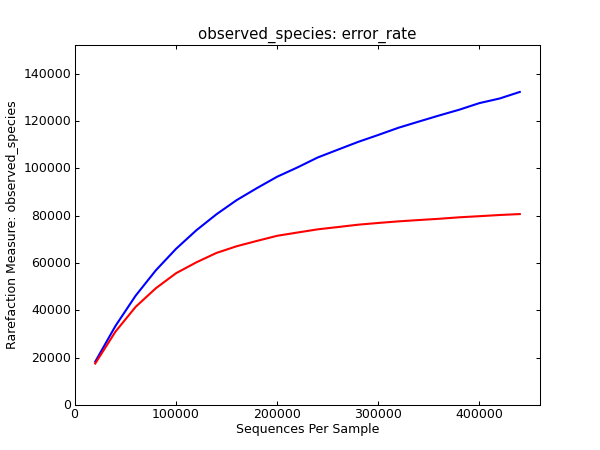 observed_species: error_rate
Rarefaction Measure: observed_species
140000
120000
100000
80000
60000
40000
20000
0
0 100000 200000 300000 400000
Sequences Per Sample